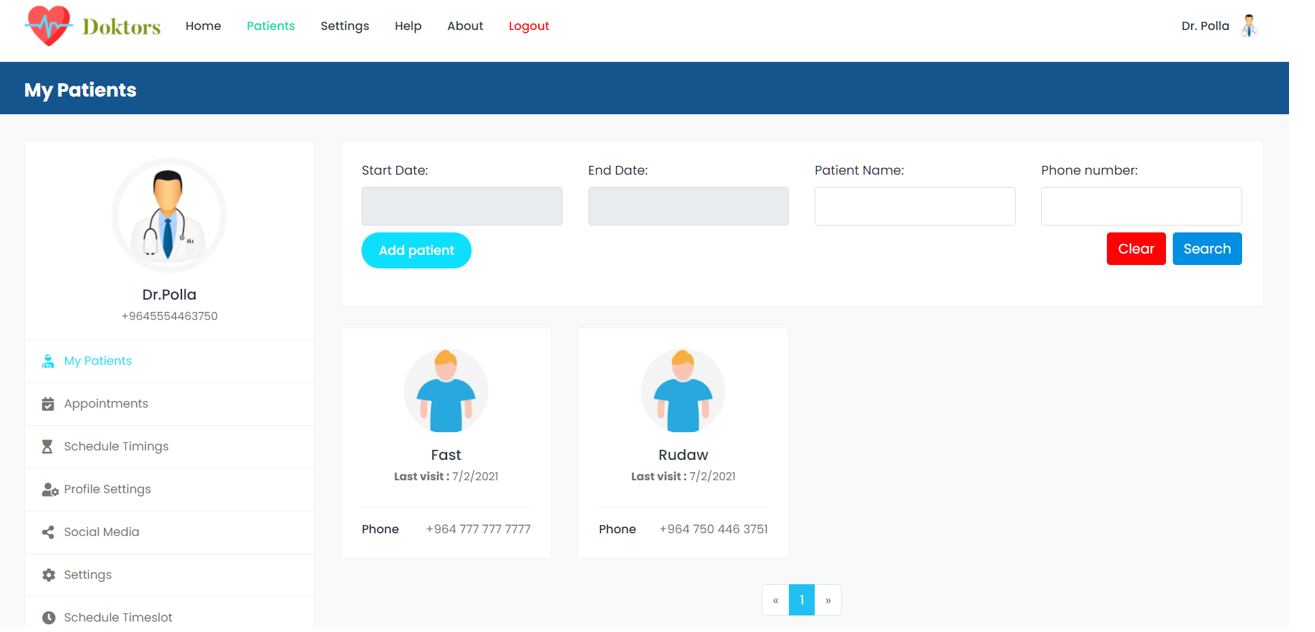 Doktors Home Patients Settings Help About Logout Dr. Polla
My Patients
Dr.Polla
+9645554463750
My Patients
Appointments
Schedule Timings
Profile Settings
Social Media
Settings
Schedule Timeslot
Start Date: End Date: Patient Name: Phone number:
Add patient Clear Search
Fast
Last visit : 7/2/2021
Phone +964 777 777 7777
Rudaw
Last visit : 7/2/2021
Phone +964 750 446 3751
« 1 »